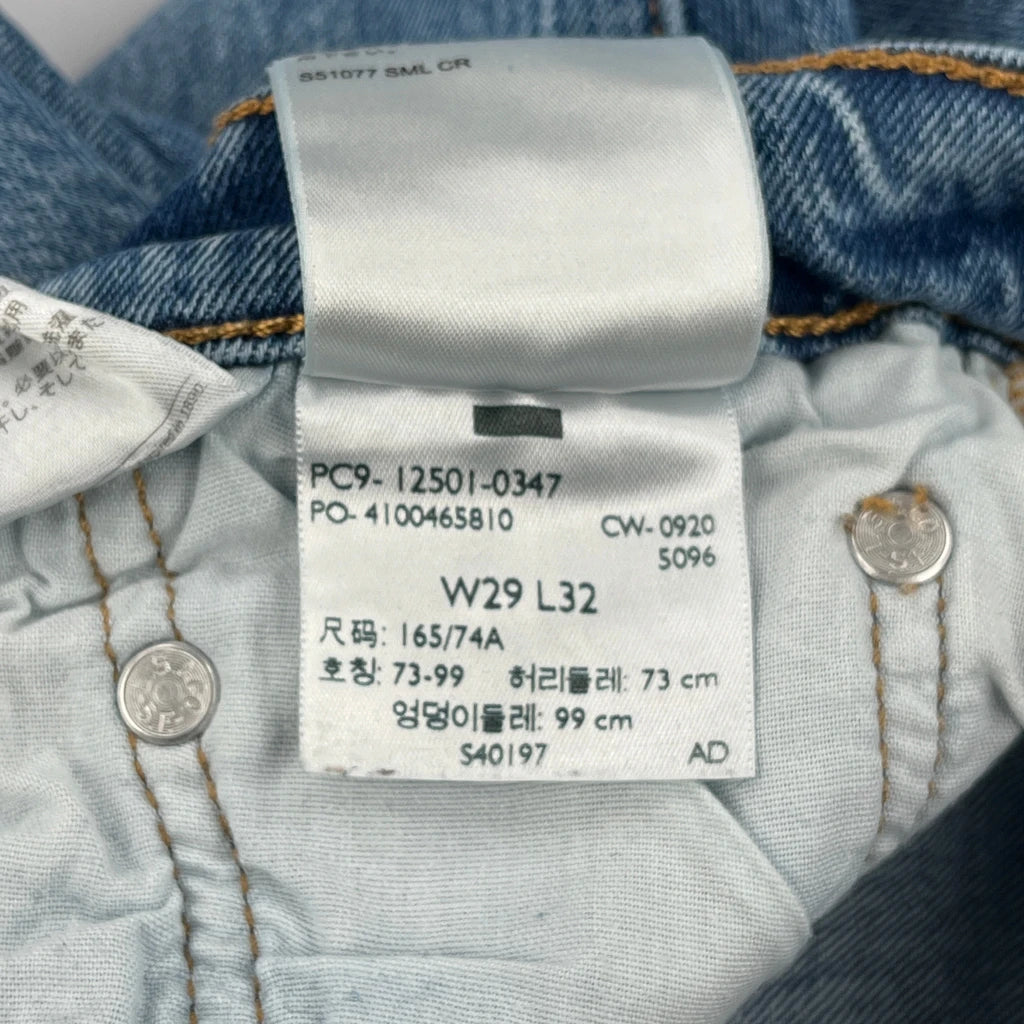 S51077 SML CR
PC9- 12501-0347
PO- 4100465810
CW- 0920
5096
W29 L32
尺码: 165/74A
호칭: 73-99 허리둘레: 73 cm
엉덩이둘레: 99 cm
S40197 AD